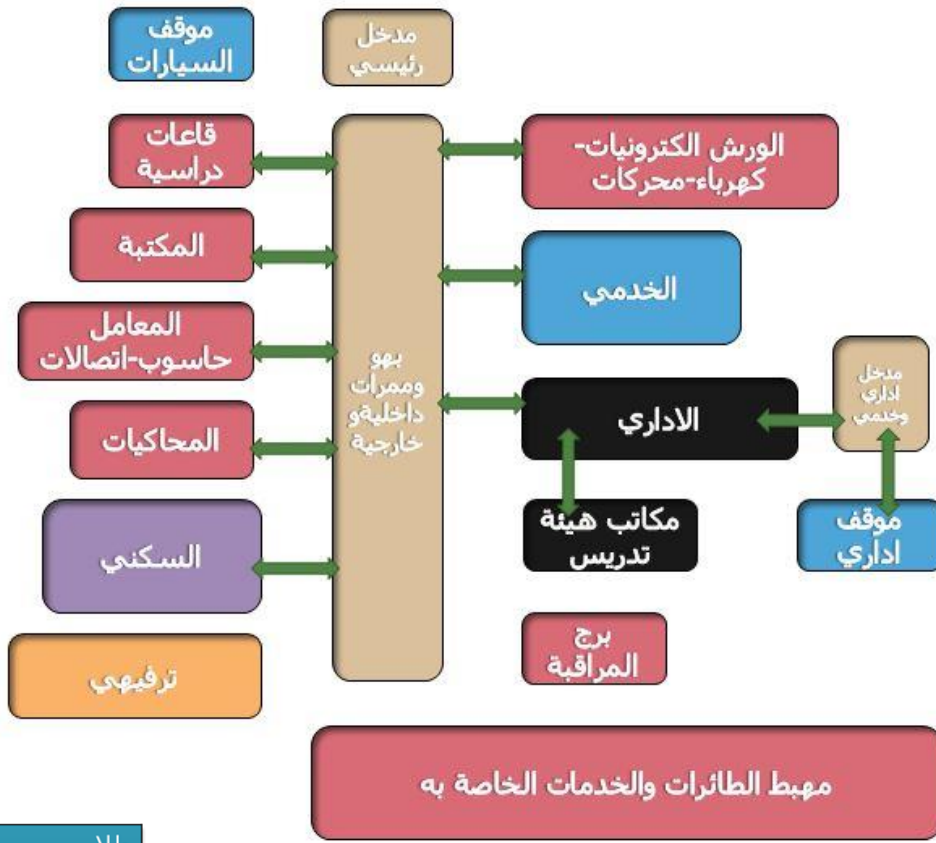 موقف
السيارات
مدخل
رئيسي
قاعات
دراسية
الورش الكترونيات-
كهرباء-محركات
المكتبة
الخدمي
المعامل
حاسوب-اتصالات
بهو
وممرات
داخليةو
خارجية
مدخل
اداري
وخدمي
الاداري
المحاكيات
مكاتب هيئة
تدريس
موقف
اداري
السكني
برج
المراقبة
ترفيهي
مهبط الطائرات والخدمات الخاصة به